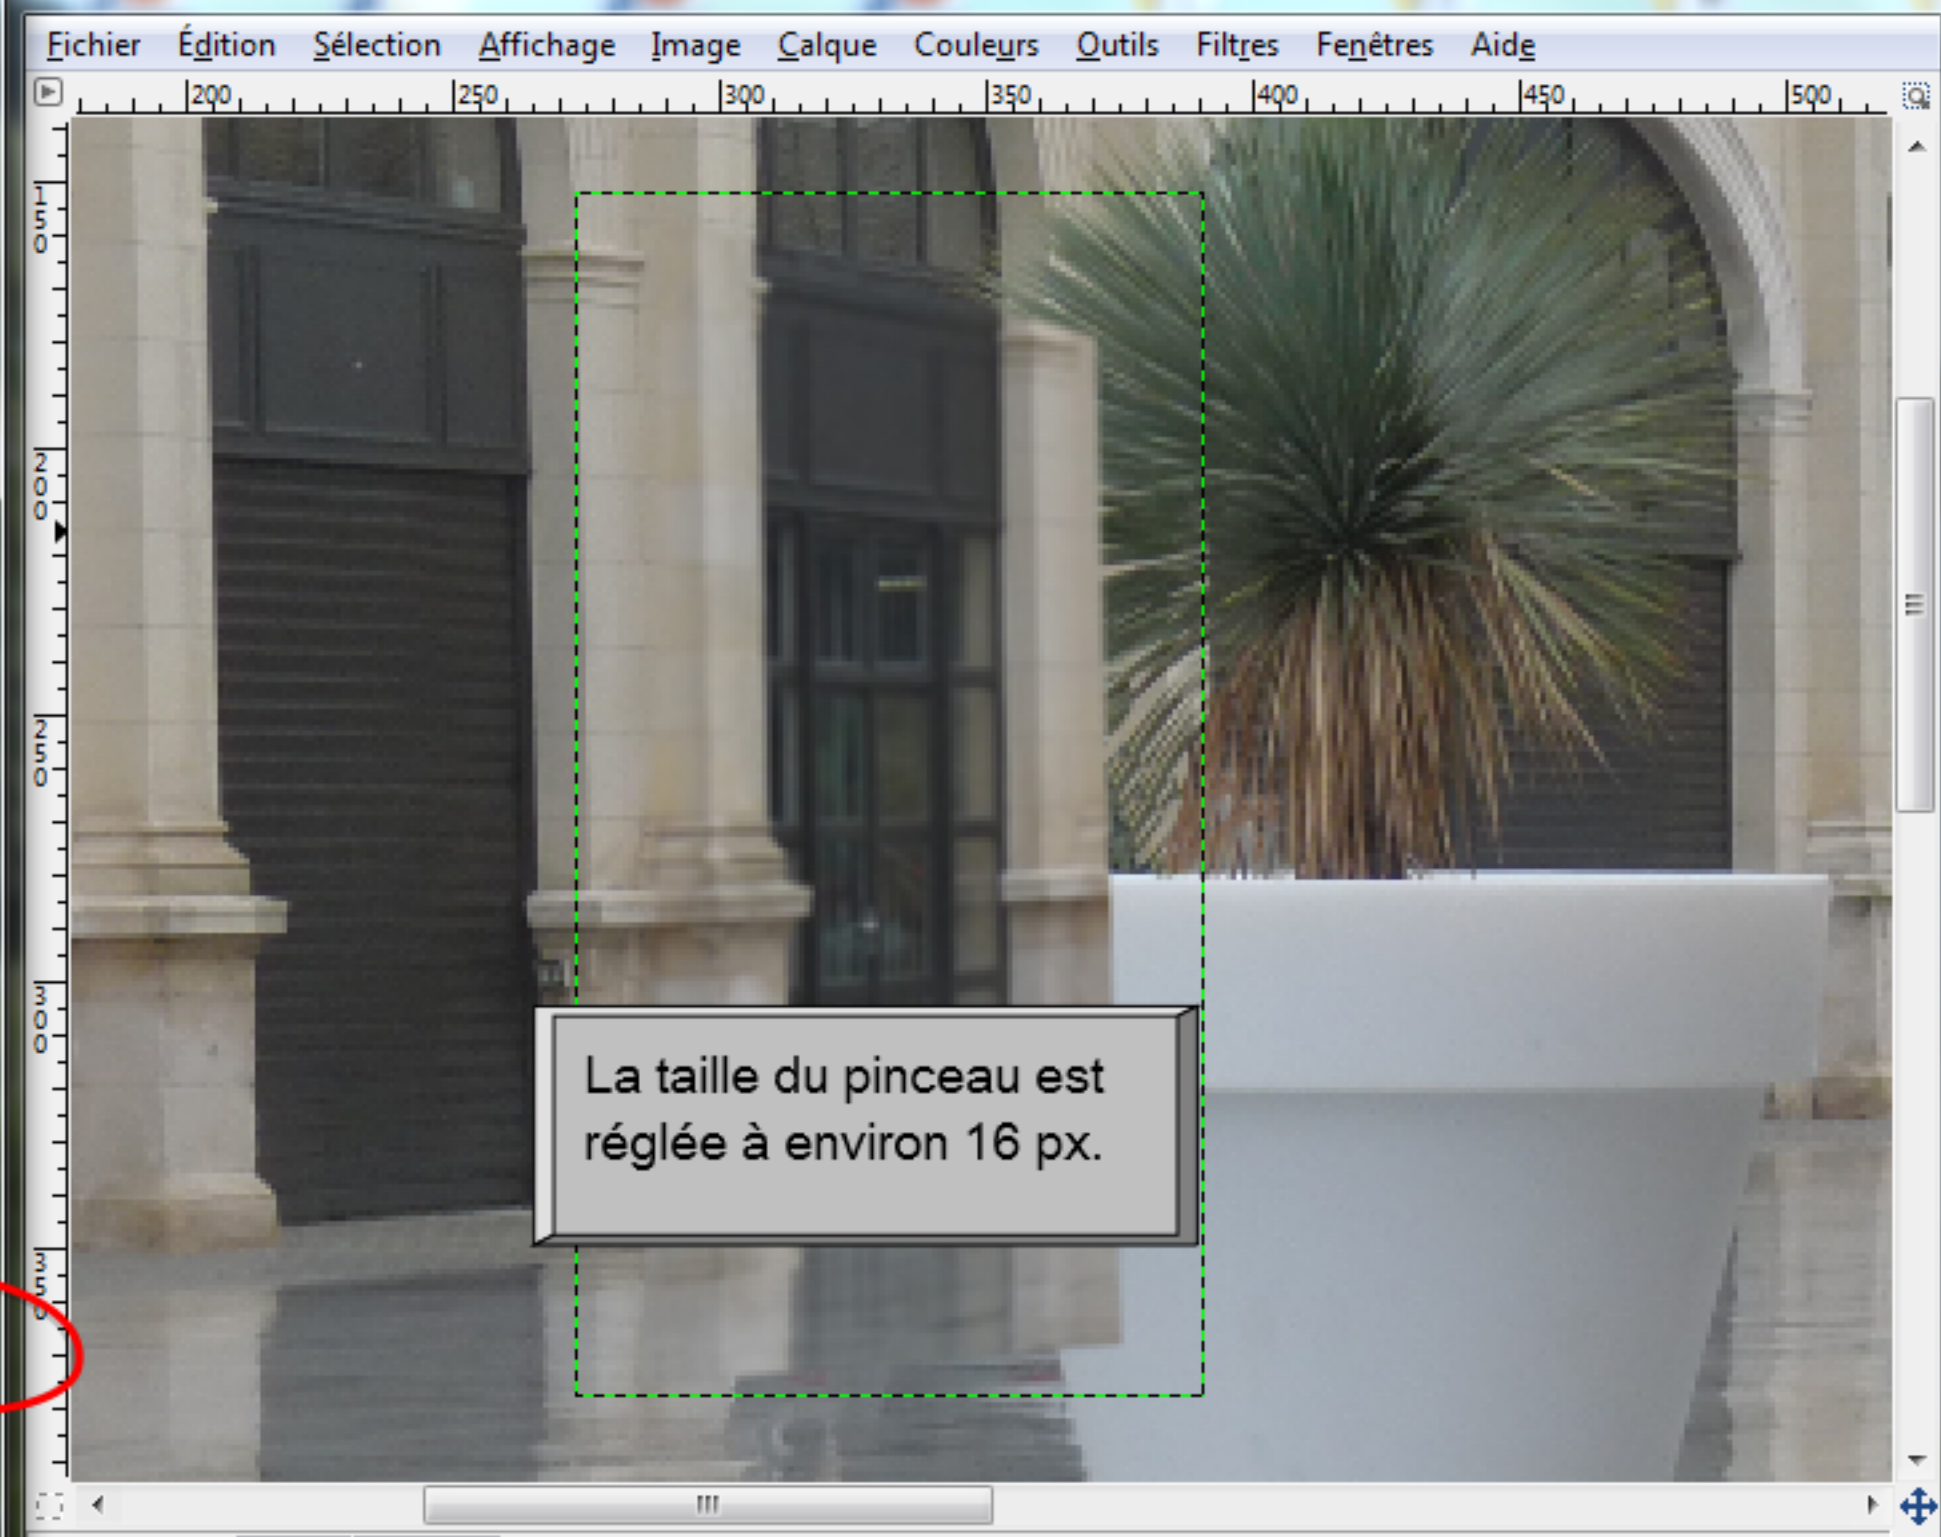 Fichier Édition Sélection Affichage Image Calque Couleurs Outils Filtres Fenêtres Aide
200 250 300 350 400 450 500
150
200
250
300
350
La taille du pinceau est
réglée à environ 16 px.